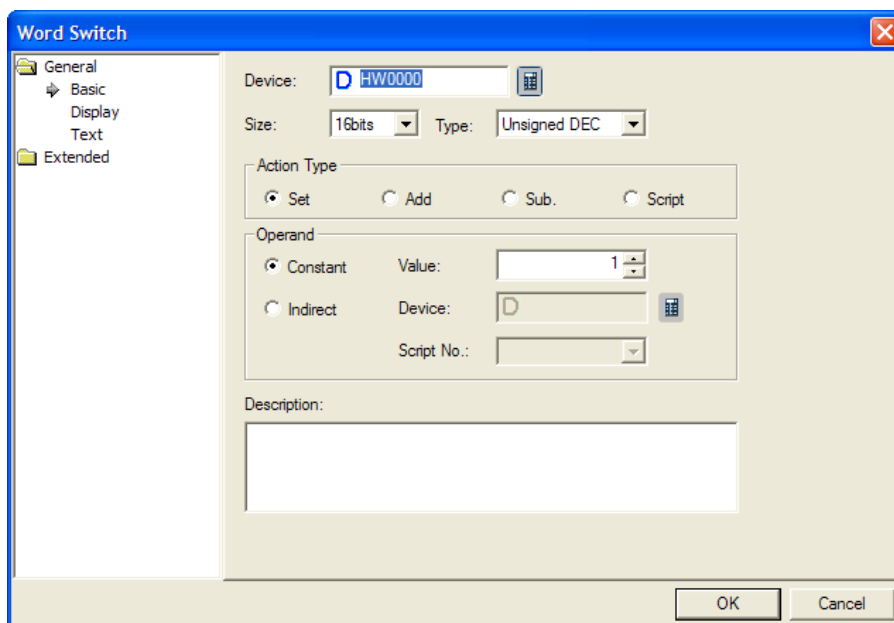 Word Switch
General
Basic
Display
Text
Extended
Device: D HW0000
Size: 16bits Type: Unsigned DEC
Action Type
Set Add Sub. Script
Operand
Constant Value: 1
Indirect Device: D
Script No.:
Description:
OK Cancel